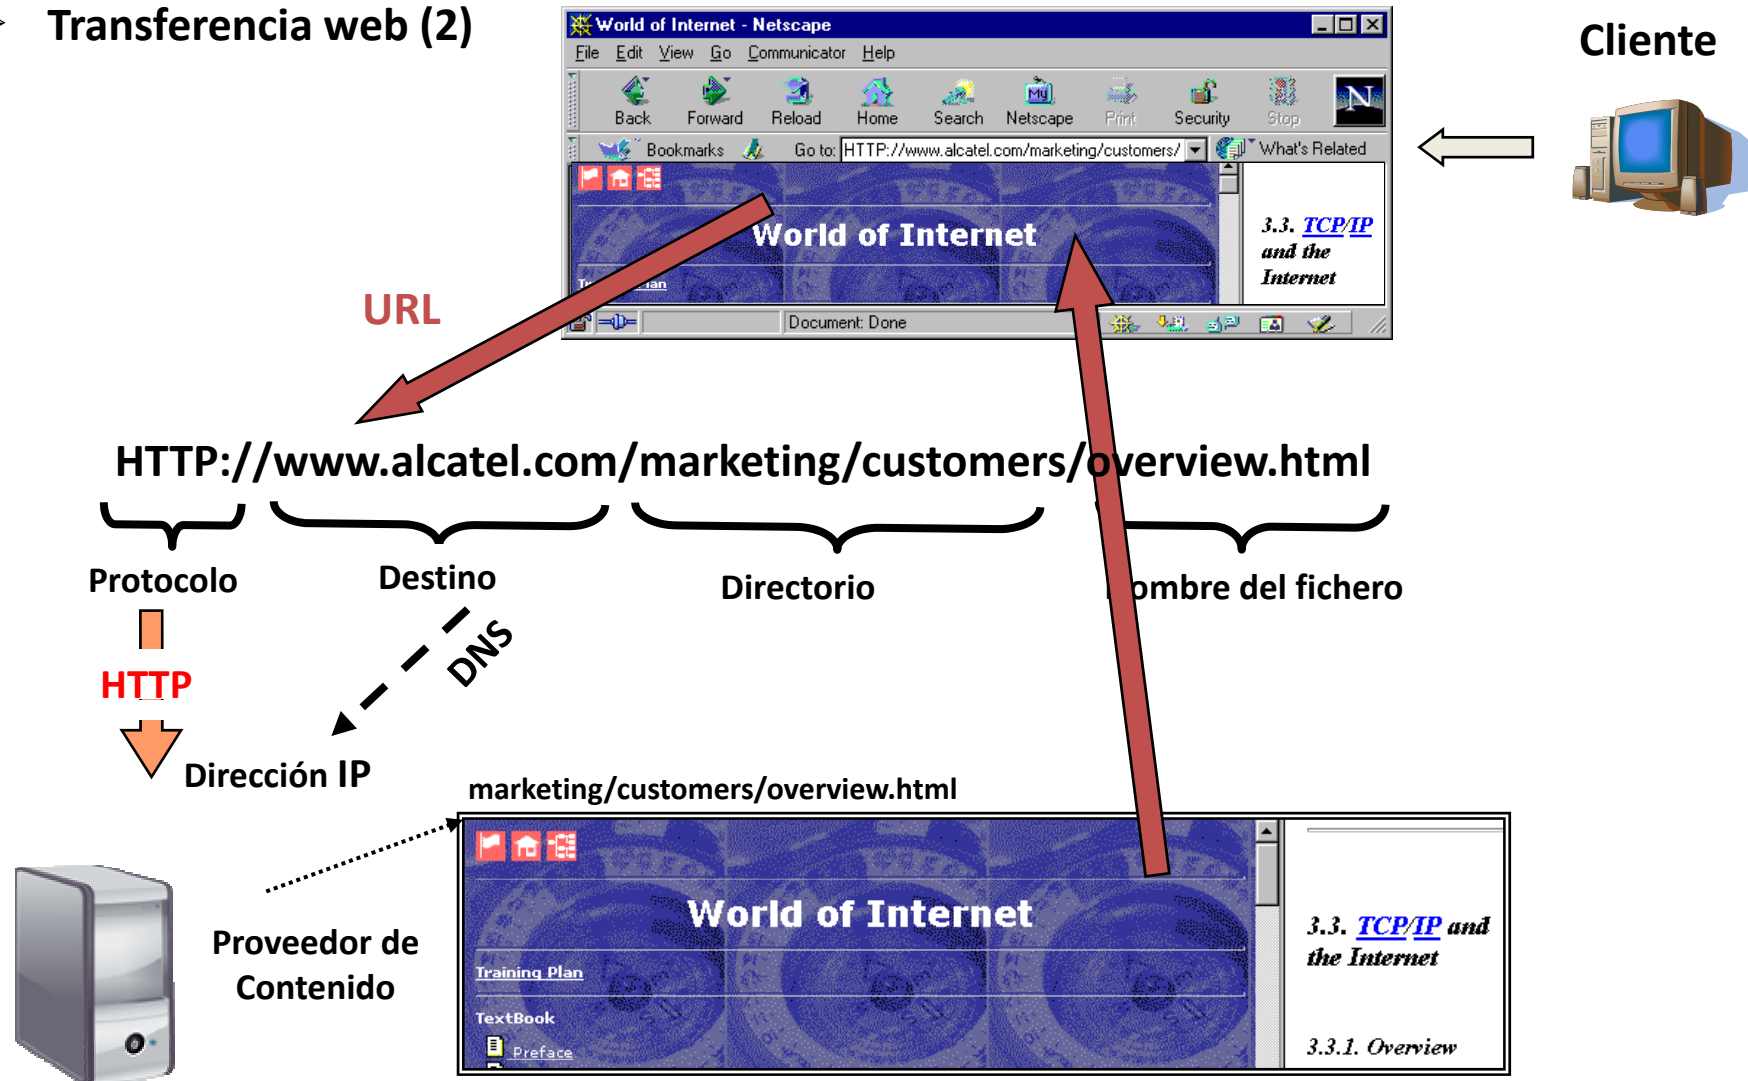 Transferencia web (2)
World of Internet - Netscape
File Edit View Go Communicator Help
Back Forward Reload Home Search Netscape Print Security Stop
My
N
Bookmarks Go to: HTTP://www.alcatel.com/marketing/customers/ What's Related
World of Internet
3.3. TCP/IP
and the
Internet
Document: Done
Cliente
URL
HTTP://www.alcatel.com/marketing/customers/overview.html
Protocolo
Destino
Directorio
Nombre del fichero
DNS
HTTP
Dirección IP
marketing/customers/overview.html
Proveedor de
Contenido
World of Internet
Training Plan
TextBook
Preface
3.3. TCP/IP and
the Internet
3.3.1. Overview